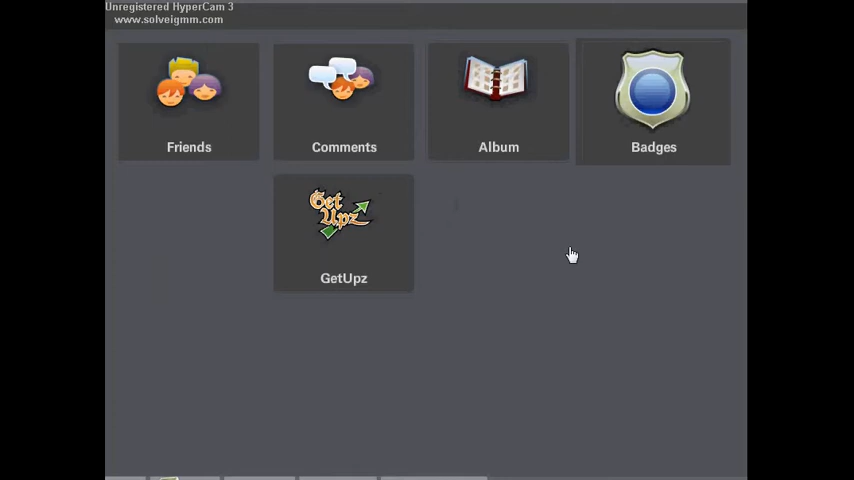 Unregistered HyperCam 3
www.solveigmm.com
Friends
Comments
Album
Badges
Get
Upz
GetUpz